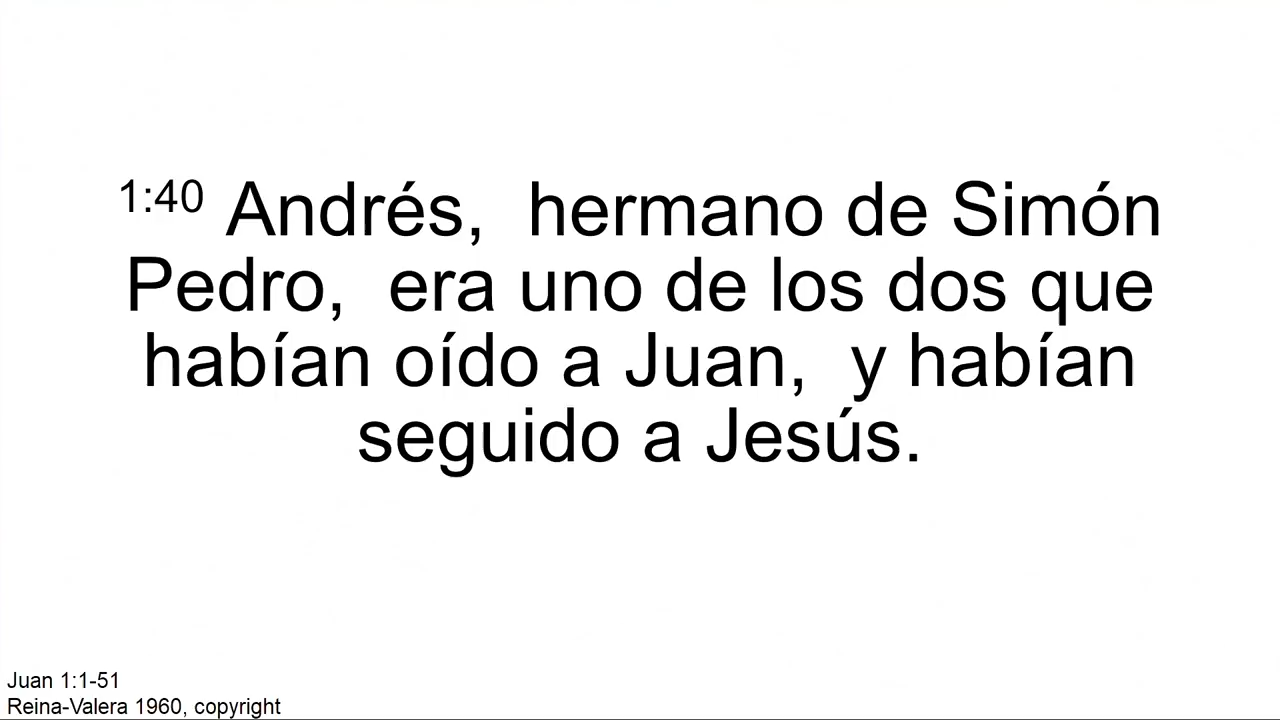 1:40 Andrés,  hermano de Simón
Pedro,  era uno de los dos que
habían oído a Juan,  y habían
seguido a Jesús.
Juan 1:1-51
Reina-Valera 1960, copyright